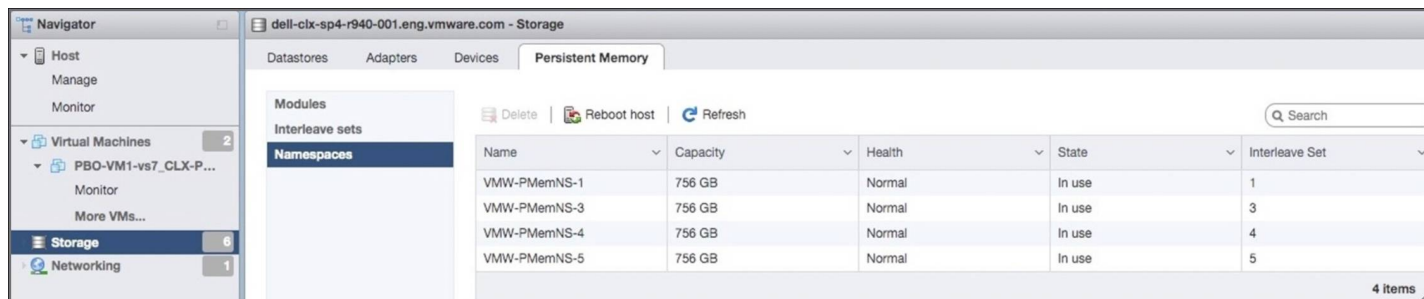 Navigator
Host
Manage
Monitor
Virtual Machines 2
PBO-VM1-vs7_CLX-P...
Monitor
More VMs...
Storage 6
Networking 1
dell-clx-sp4-r940-001.eng.vmware.com - Storage
Datastores Adapters Devices Persistent Memory
Modules
Interleave sets
Namespaces
Delete Reboot host Refresh Search
Name Capacity Health State Interleave Set
VMW-PMemNS-1 756 GB Normal In use 1
VMW-PMemNS-3 756 GB Normal In use 3
VMW-PMemNS-4 756 GB Normal In use 4
VMW-PMemNS-5 756 GB Normal In use 5
4 items